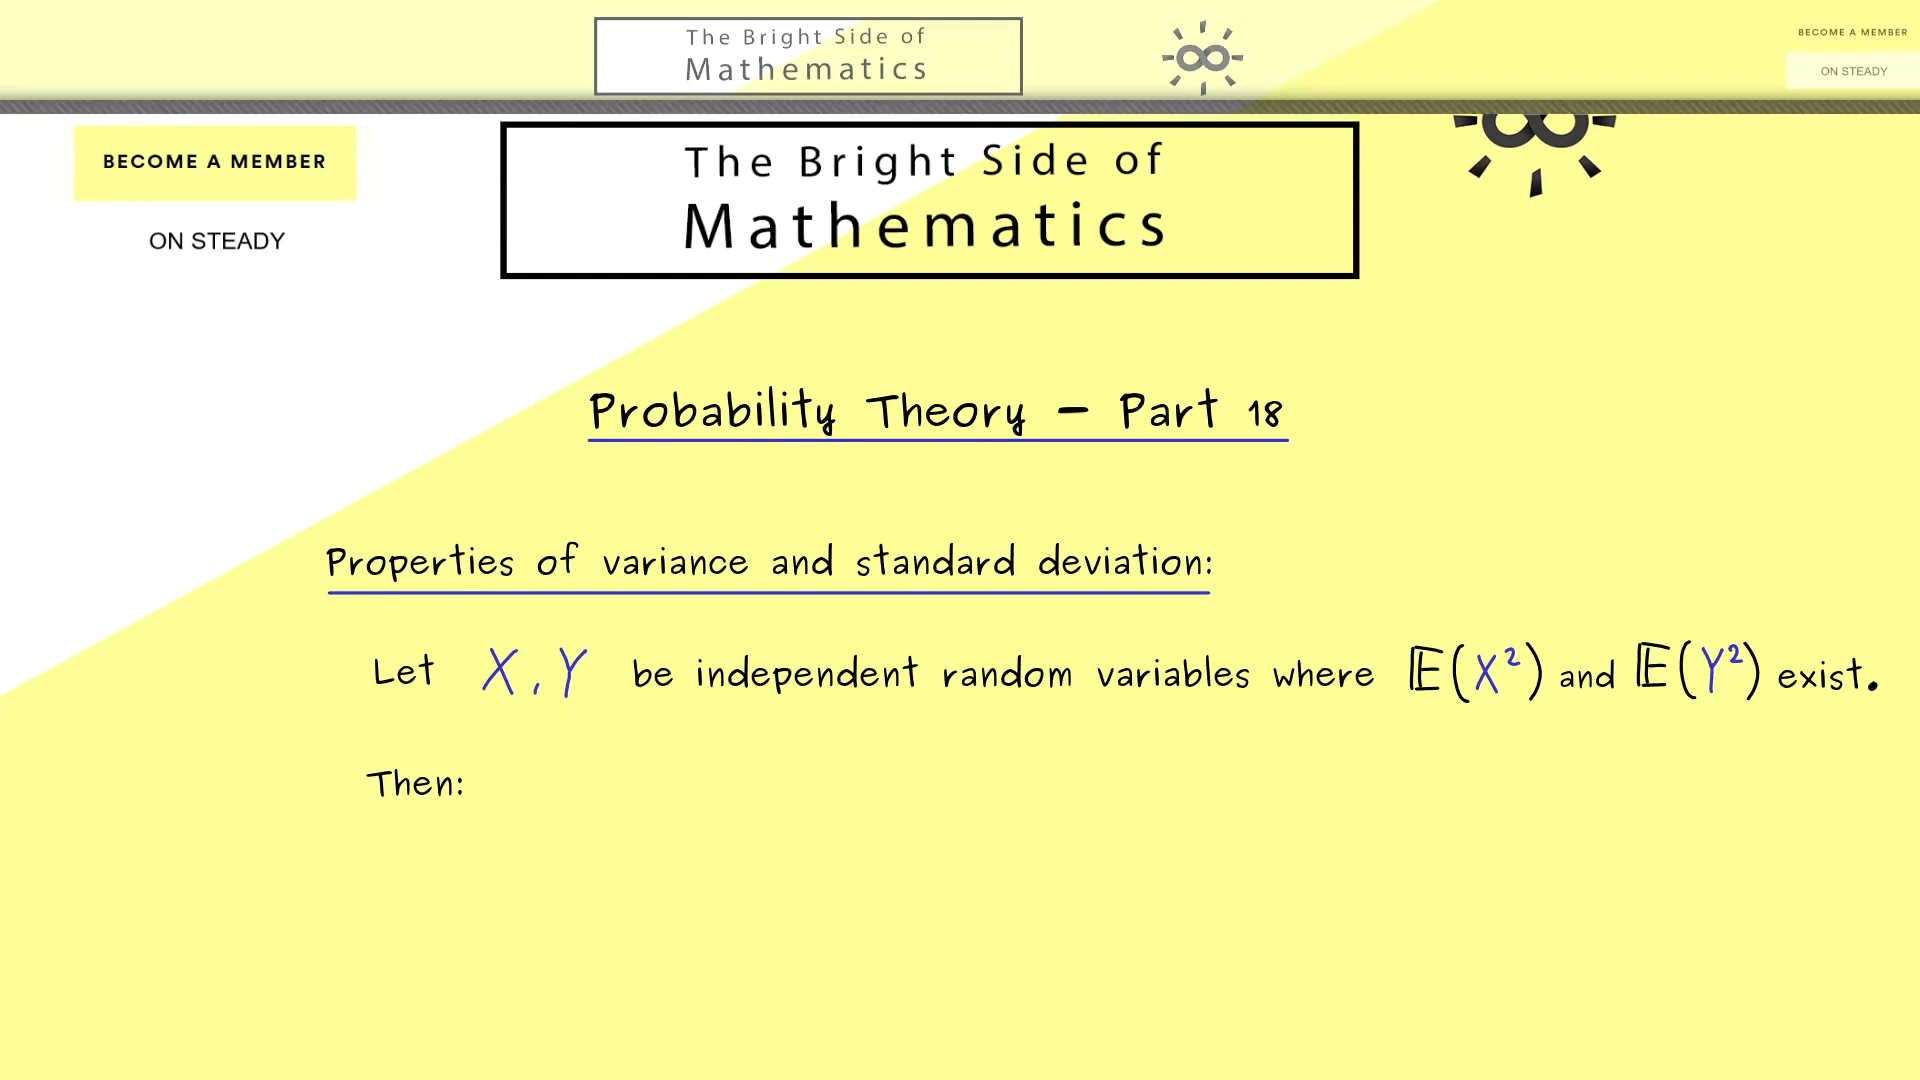 The Bright Side of
Mathematics
BECOME A MEMBER
ON STEADY
BECOME A MEMBER
ON STEADY
The Bright Side of
Mathematics
Probability Theory – Part 18
Properties of variance and standard deviation:
Let X, Y be independent random variables where 𝔼(X²) and 𝔼(Y²) exist.
Then: